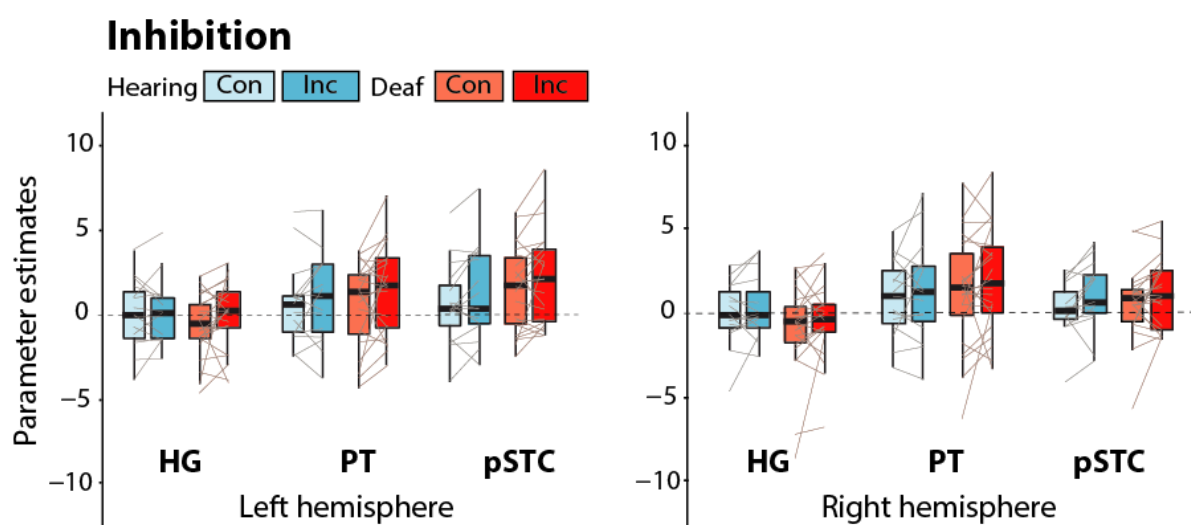 Inhibition
Hearing Con Inc Deaf Con Inc
Parameter estimates
10
5
0
−5
−10
HG PT pSTC
Left hemisphere
10
5
0
−5
−10
HG PT pSTC
Right hemisphere